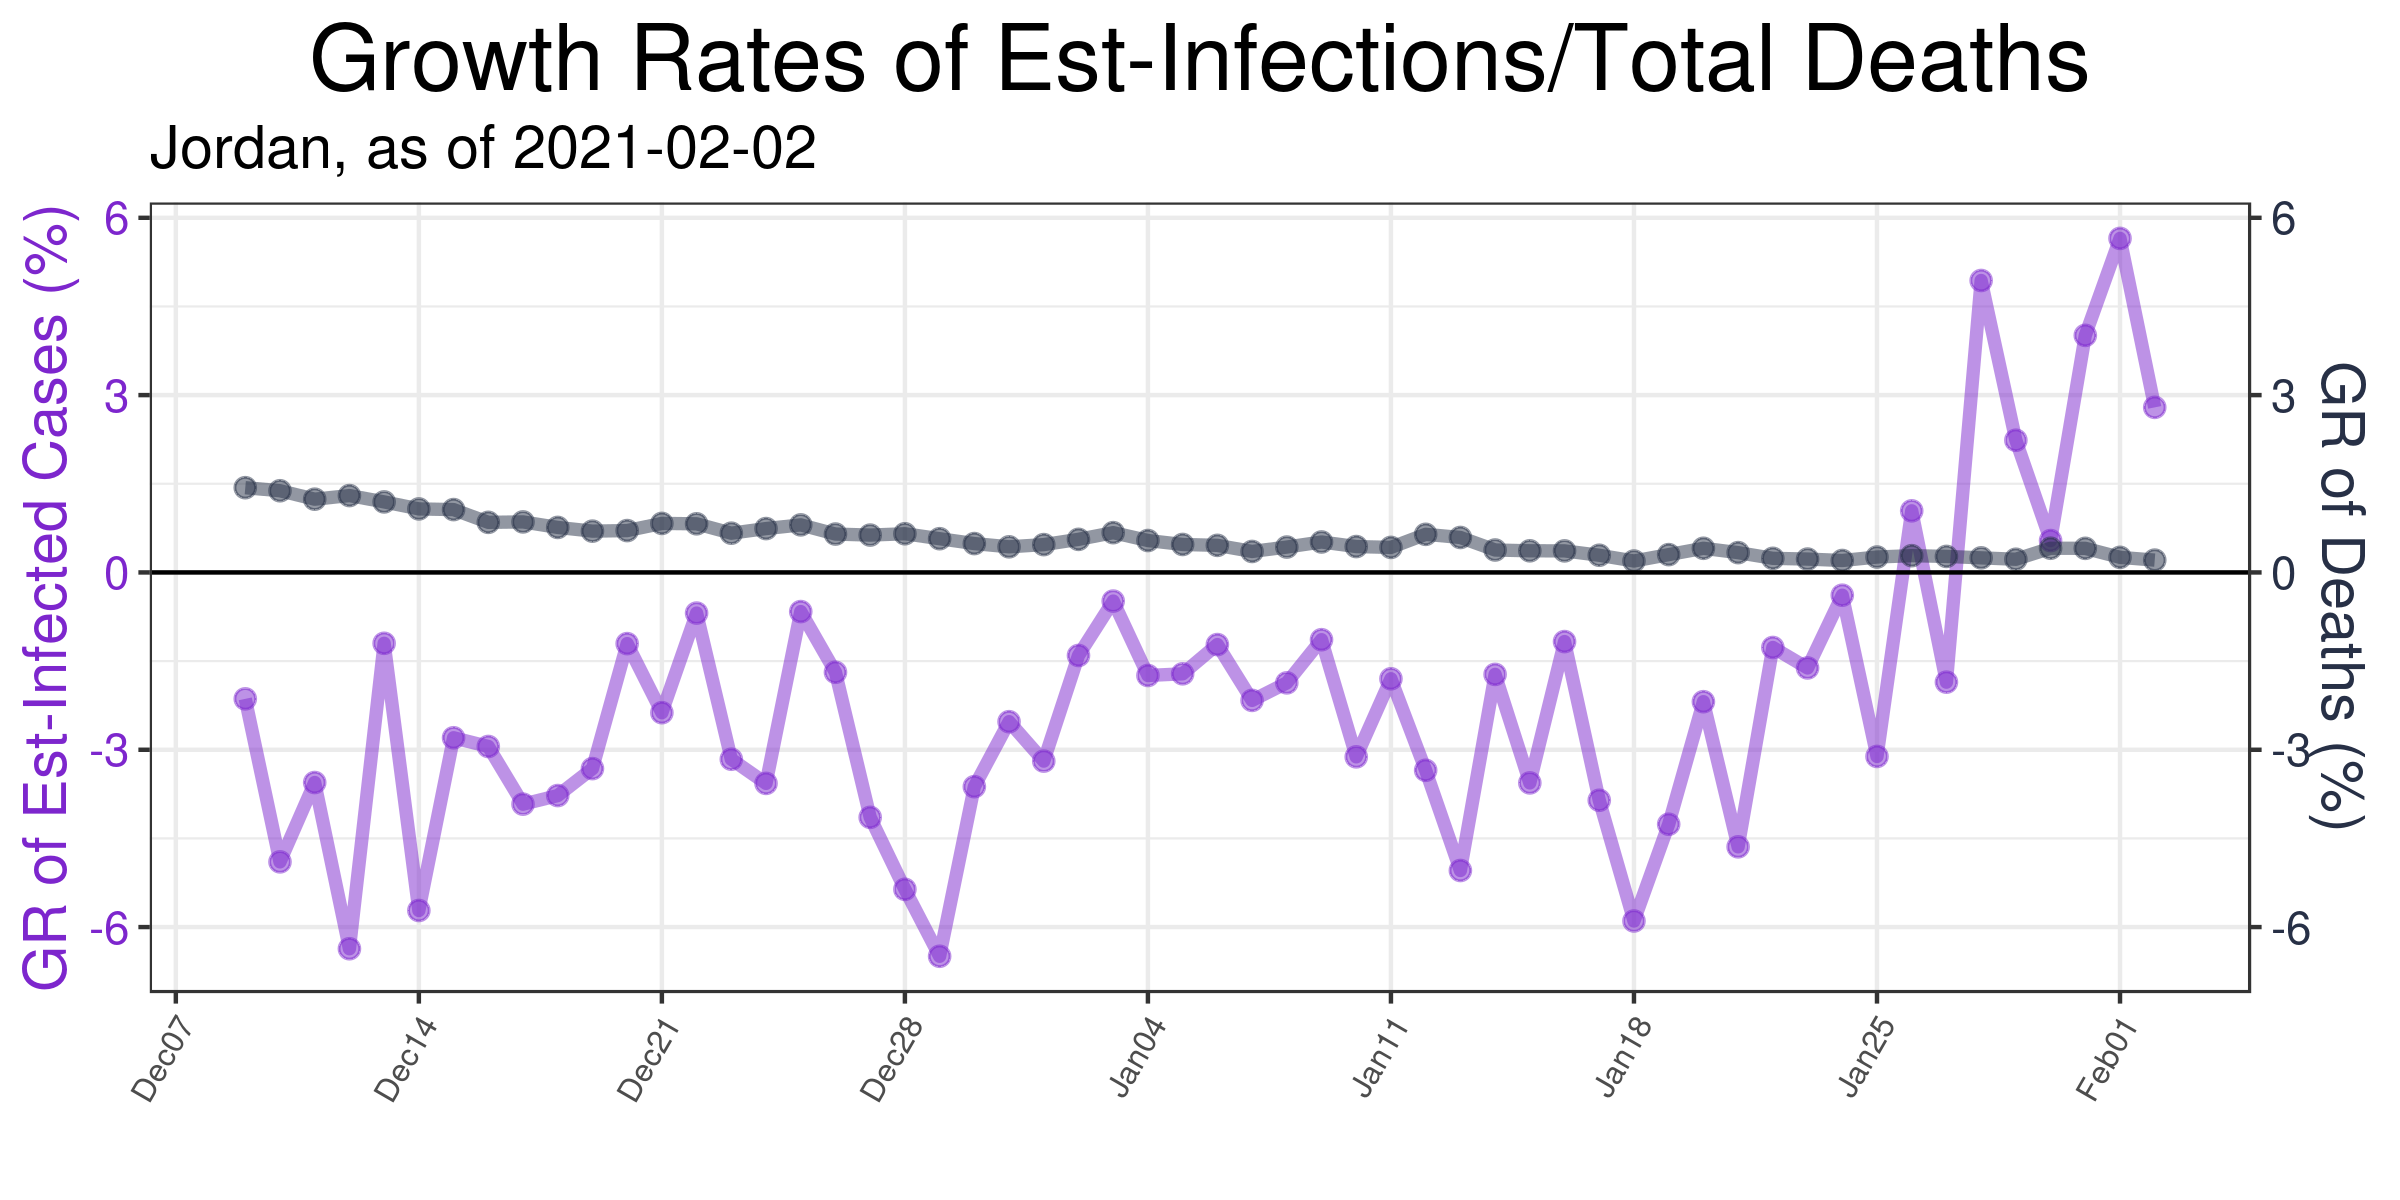 Growth Rates of Est-Infections/Total Deaths
Jordan, as of 2021-02-02
GR of Est-Infected Cases (%)
6
3
0
-3
-6
6
3
0
-3
-6
GR of Deaths (%)
Dec07
Dec14
Dec21
Dec28
Jan04
Jan11
Jan18
Jan25
Feb01